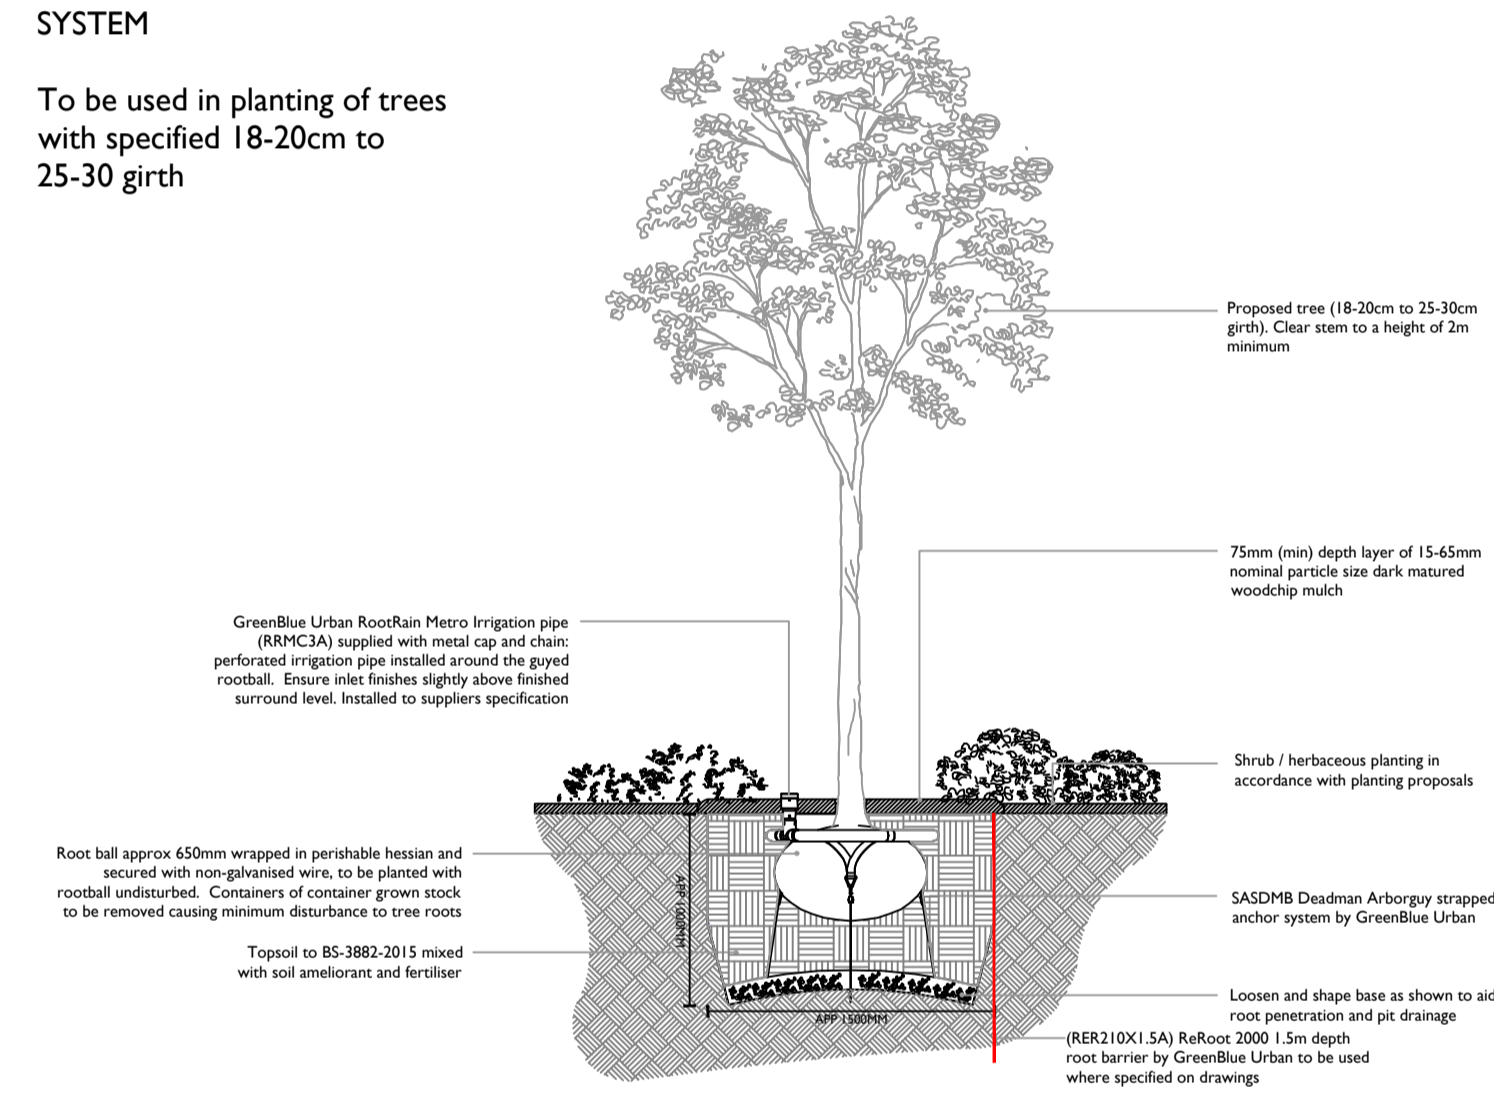 SYSTEM
To be used in planting of trees
with specified 18-20cm to
25-30 girth
Proposed tree (18-20cm to 25-30cm
girth). Clear stem to a height of 2m
minimum
75mm (min) depth layer of 15-65mm
nominal particle size dark matured
woodchip mulch
GreenBlue Urban RootRain Metro Irrigation pipe
(RRMC3A) supplied with metal cap and chain:
perforated irrigation pipe installed around the guyed
rootball. Ensure inlet finishes slightly above finished
surround level. Installed to suppliers specification
Shrub / herbaceous planting in
accordance with planting proposals
Root ball approx 650mm wrapped in perishable hessian and
secured with non-galvanised wire, to be planted with
rootball undisturbed. Containers of container grown stock
to be removed causing minimum disturbance to tree roots
APP 1000MM
SASDMB Deadman Arborguy strapped
anchor system by GreenBlue Urban
Topsoil to BS-3882-2015 mixed
with soil ameliorant and fertiliser
Loosen and shape base as shown to aid
root penetration and pit drainage
APP 1500MM
(RER210X1.5A) ReRoot 2000 1.5m depth
root barrier by GreenBlue Urban to be used
where specified on drawings